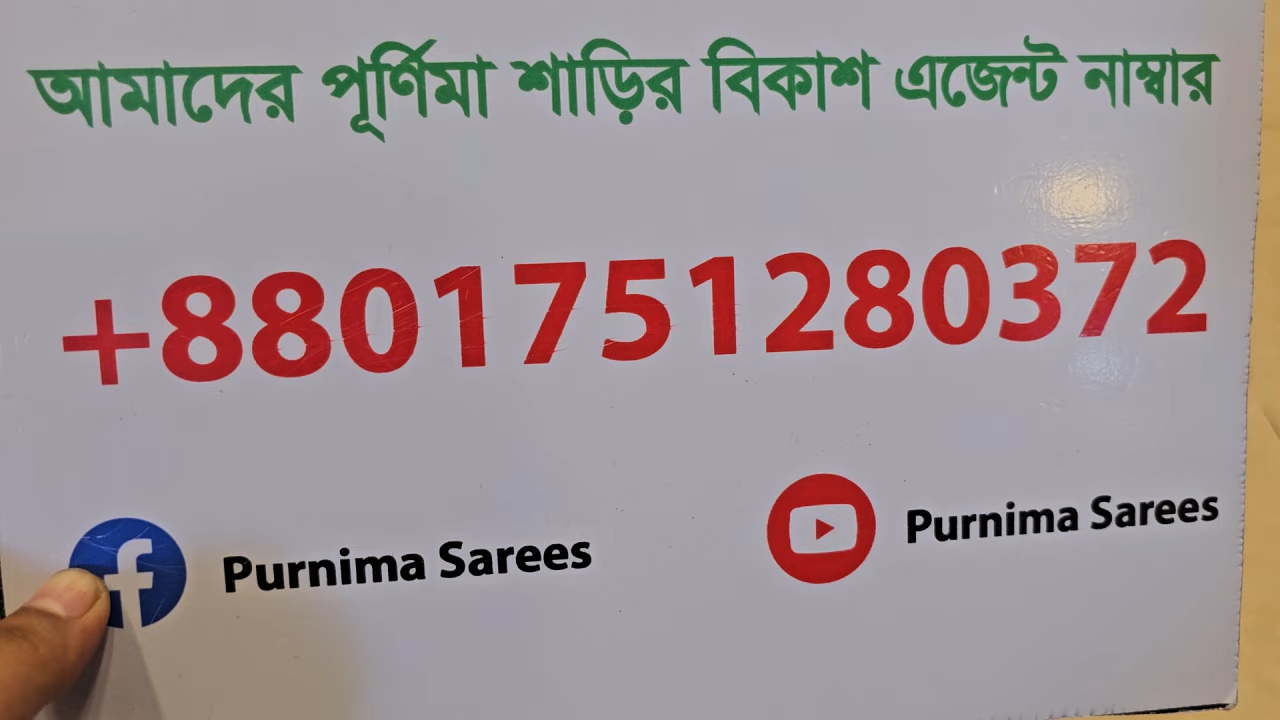 আমাদের পূর্ণিমা শাড়ির বিকাশ এজেন্ট নাম্বার
+8801751280372
f Purnima Sarees
Purnima Sarees